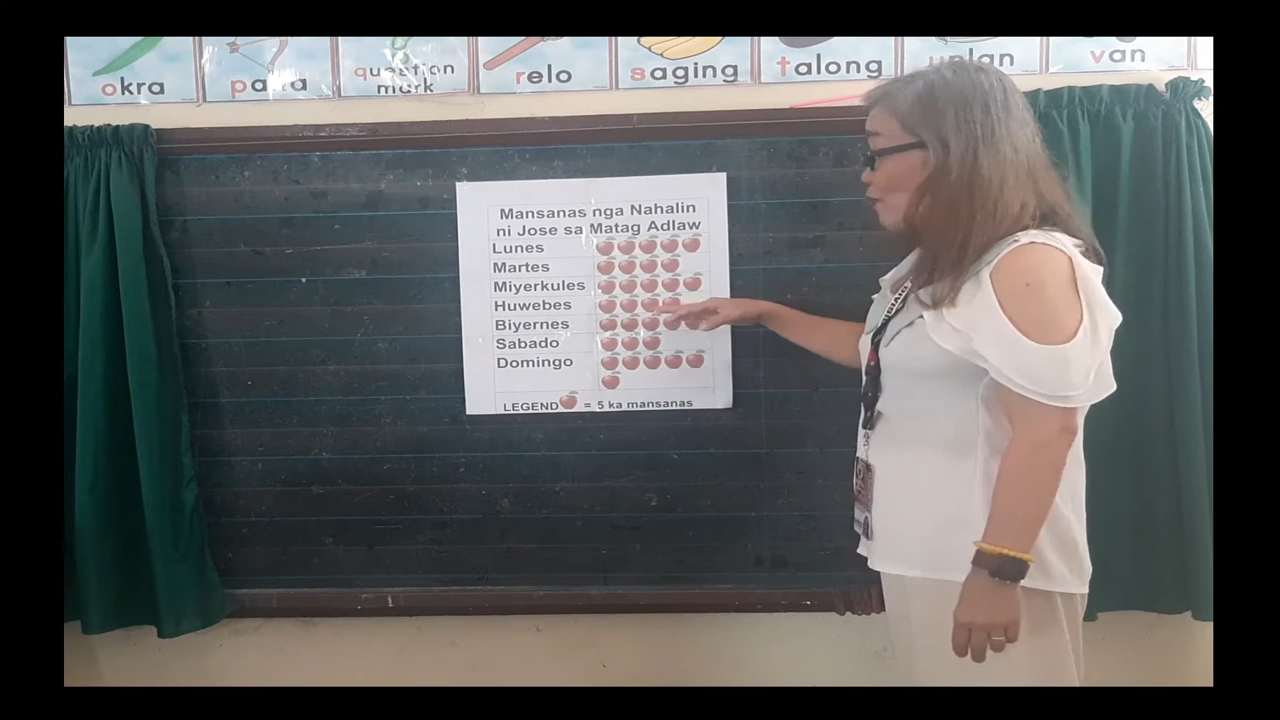 okra
question
mark
relo
saging
talong
van
Mansanas nga Nahalin
ni Jose sa Matag Adlaw
Lunes
Martes
Miyerkules
Huwebes
Biyernes
Sabado
Domingo
LEGEND = 5 ka mansanas